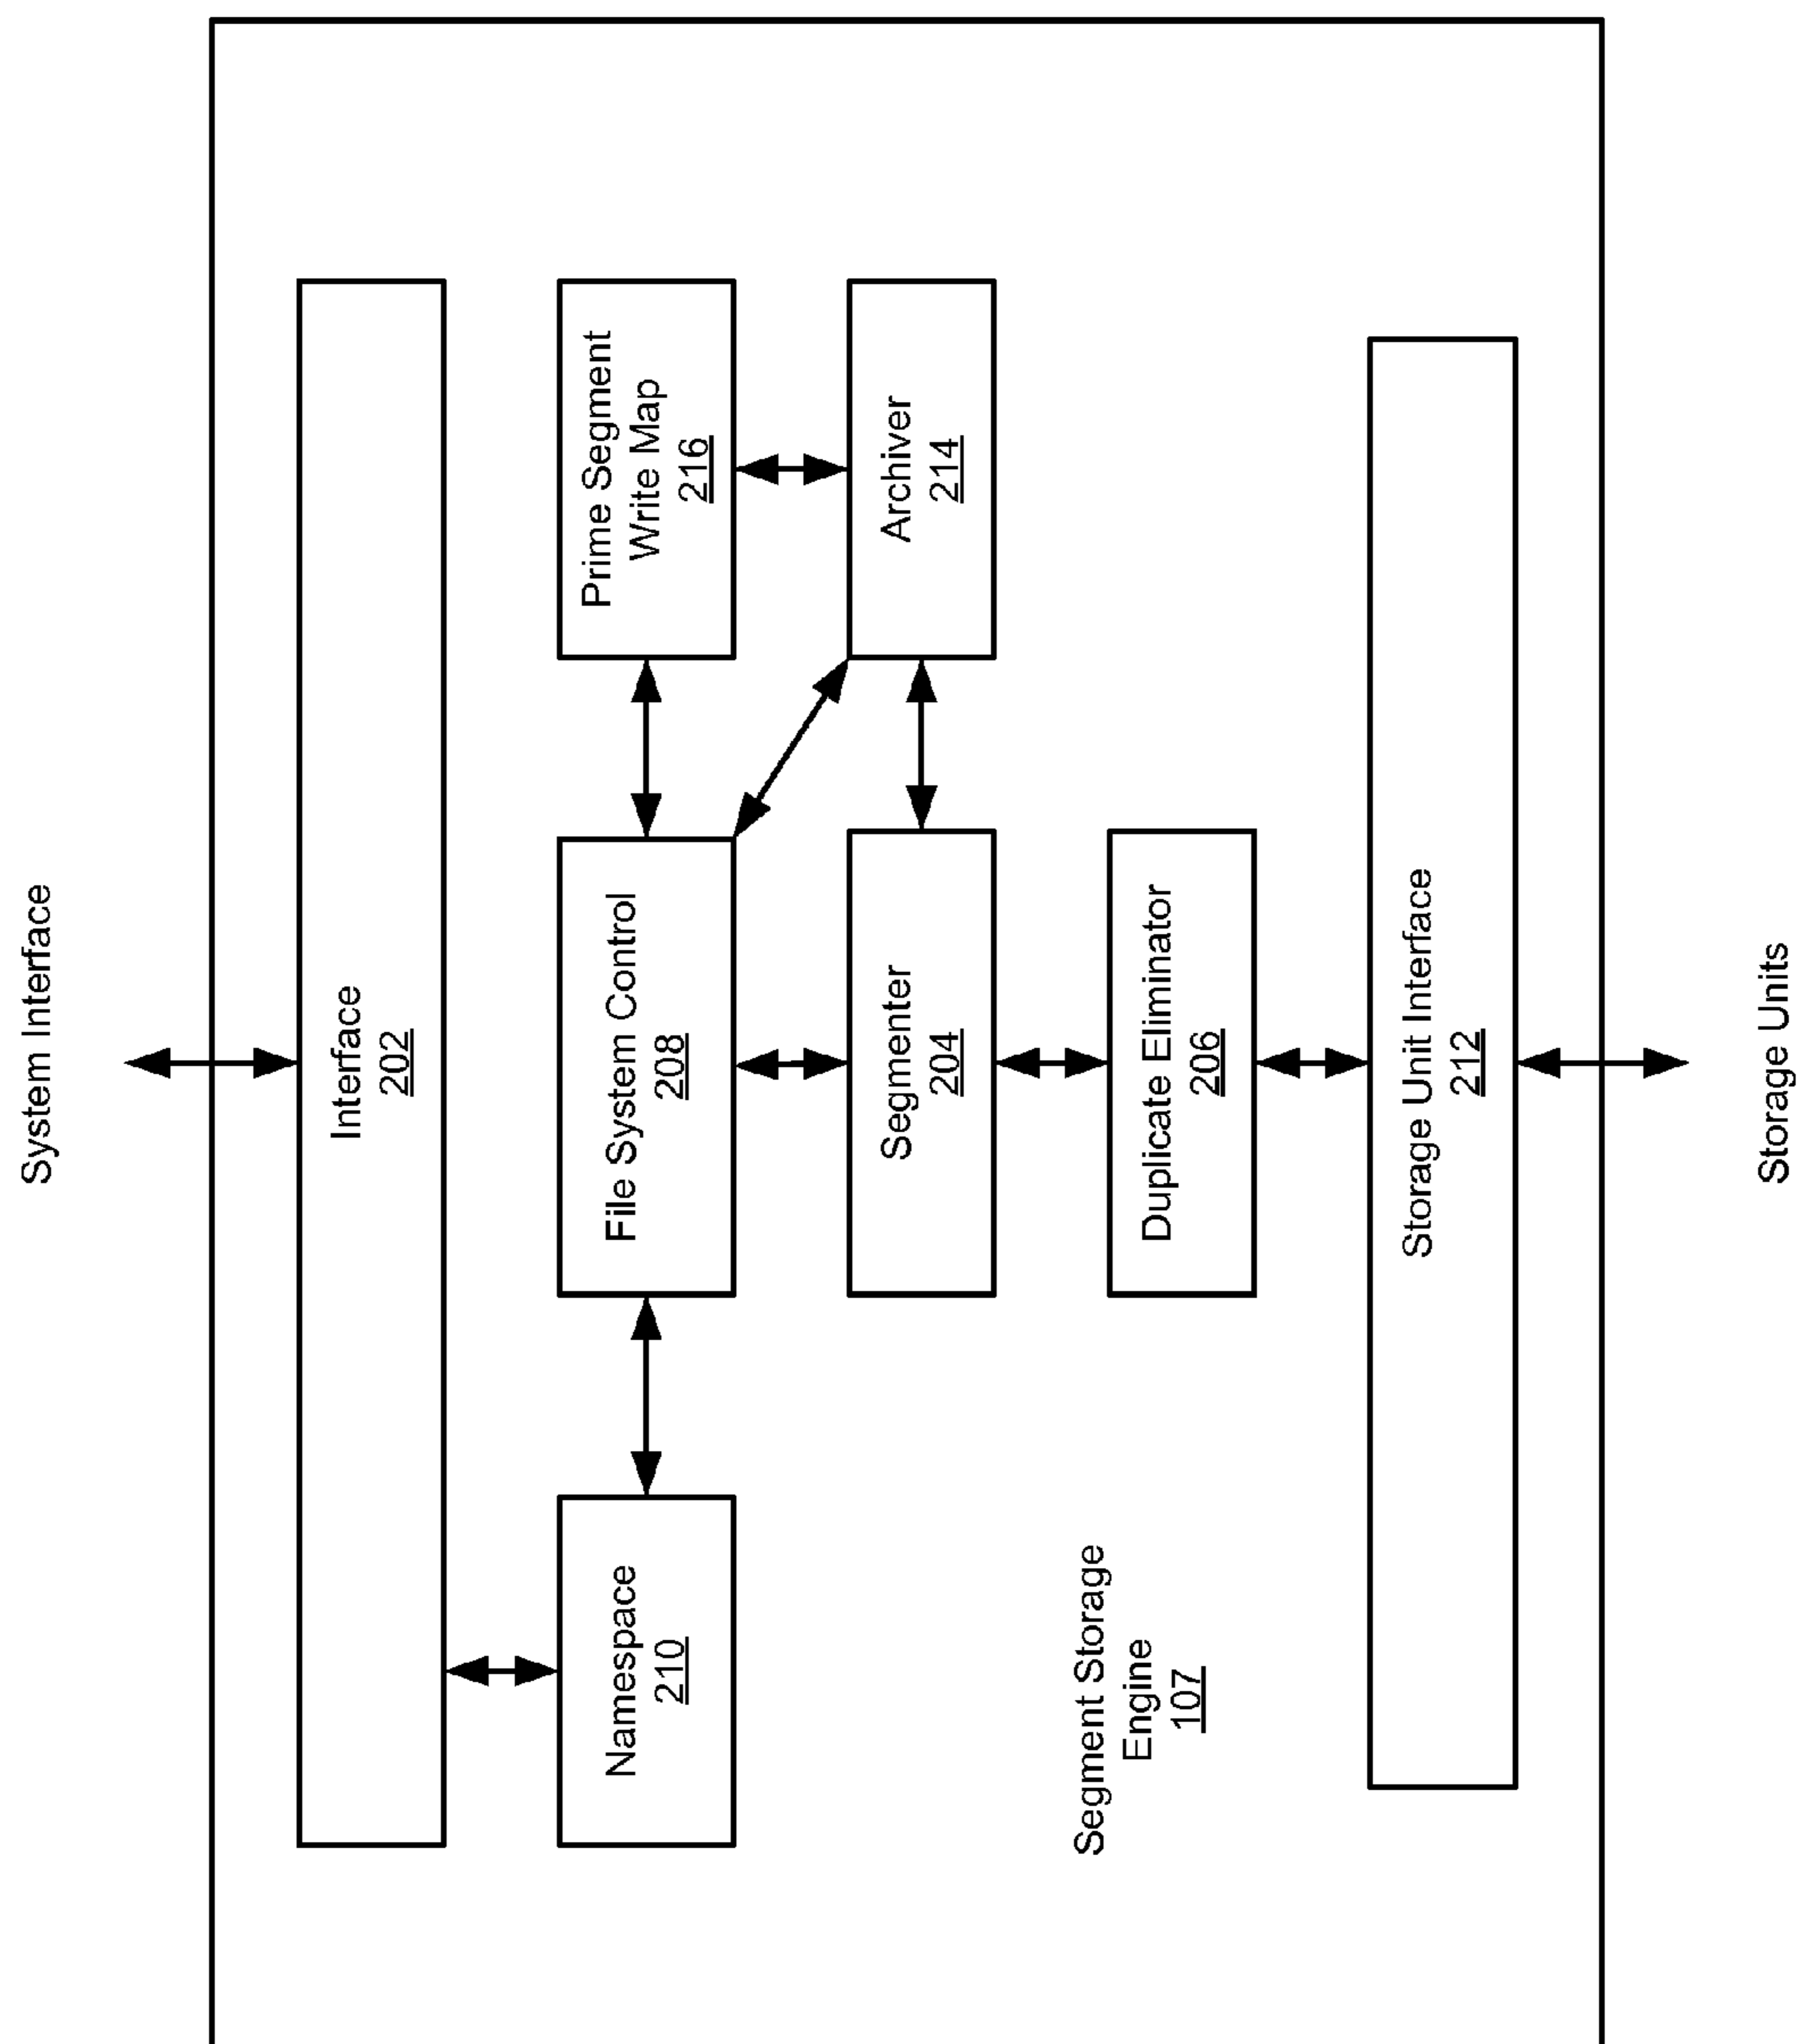 System Interface
Interface
202
Namespace
210
File System Control
208
Prime Segment
Write Map
216
Segmenter
204
Archiver
214
Segment Storage
Engine
107
Duplicate Eliminator
206
Storage Unit Interface
212
Storage Units